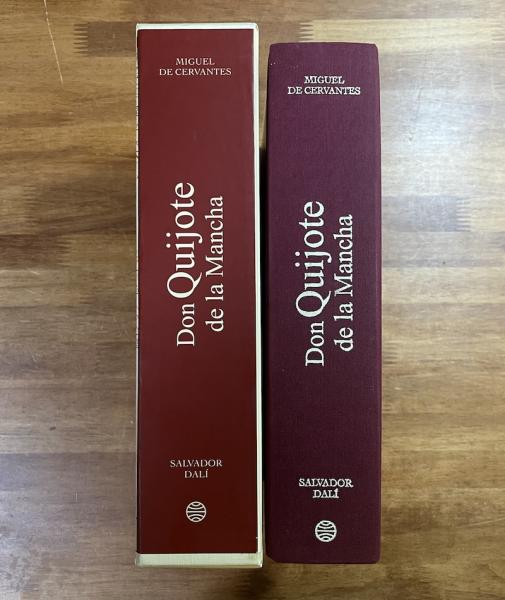 MIGUEL
DE CERVANTES
Don Quijote
de la Mancha
SALVADOR
DALÍ
MIGUEL
DE CERVANTES
Don Quijote
de la Mancha
SALVADOR
DALÍ